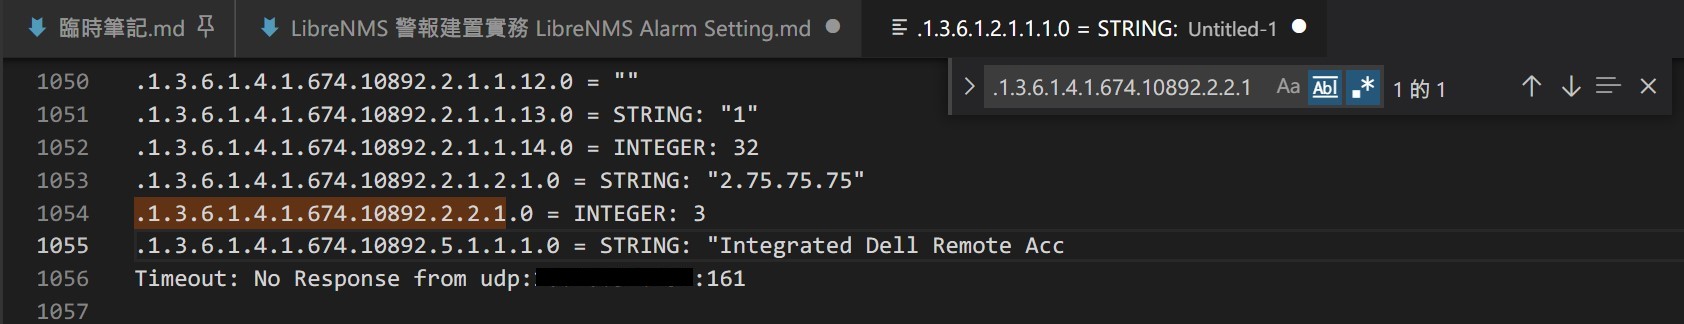 臨時筆記.md
LibreNMS 警報建置實務 LibreNMS Alarm Setting.md
.1.3.6.1.2.1.1.1.0 = STRING: Untitled-1
.1.3.6.1.4.1.674.10892.2.2.1 Aa Abl .* 1 的 1
1050 .1.3.6.1.4.1.674.10892.2.1.1.12.0 = ""
1051 .1.3.6.1.4.1.674.10892.2.1.1.13.0 = STRING: "1"
1052 .1.3.6.1.4.1.674.10892.2.1.1.14.0 = INTEGER: 32
1053 .1.3.6.1.4.1.674.10892.2.1.2.1.0 = STRING: "2.75.75.75"
1054 .1.3.6.1.4.1.674.10892.2.2.1.0 = INTEGER: 3
1055 .1.3.6.1.4.1.674.10892.5.1.1.1.0 = STRING: "Integrated Dell Remote Acc
1056 Timeout: No Response from udp: :161
1057